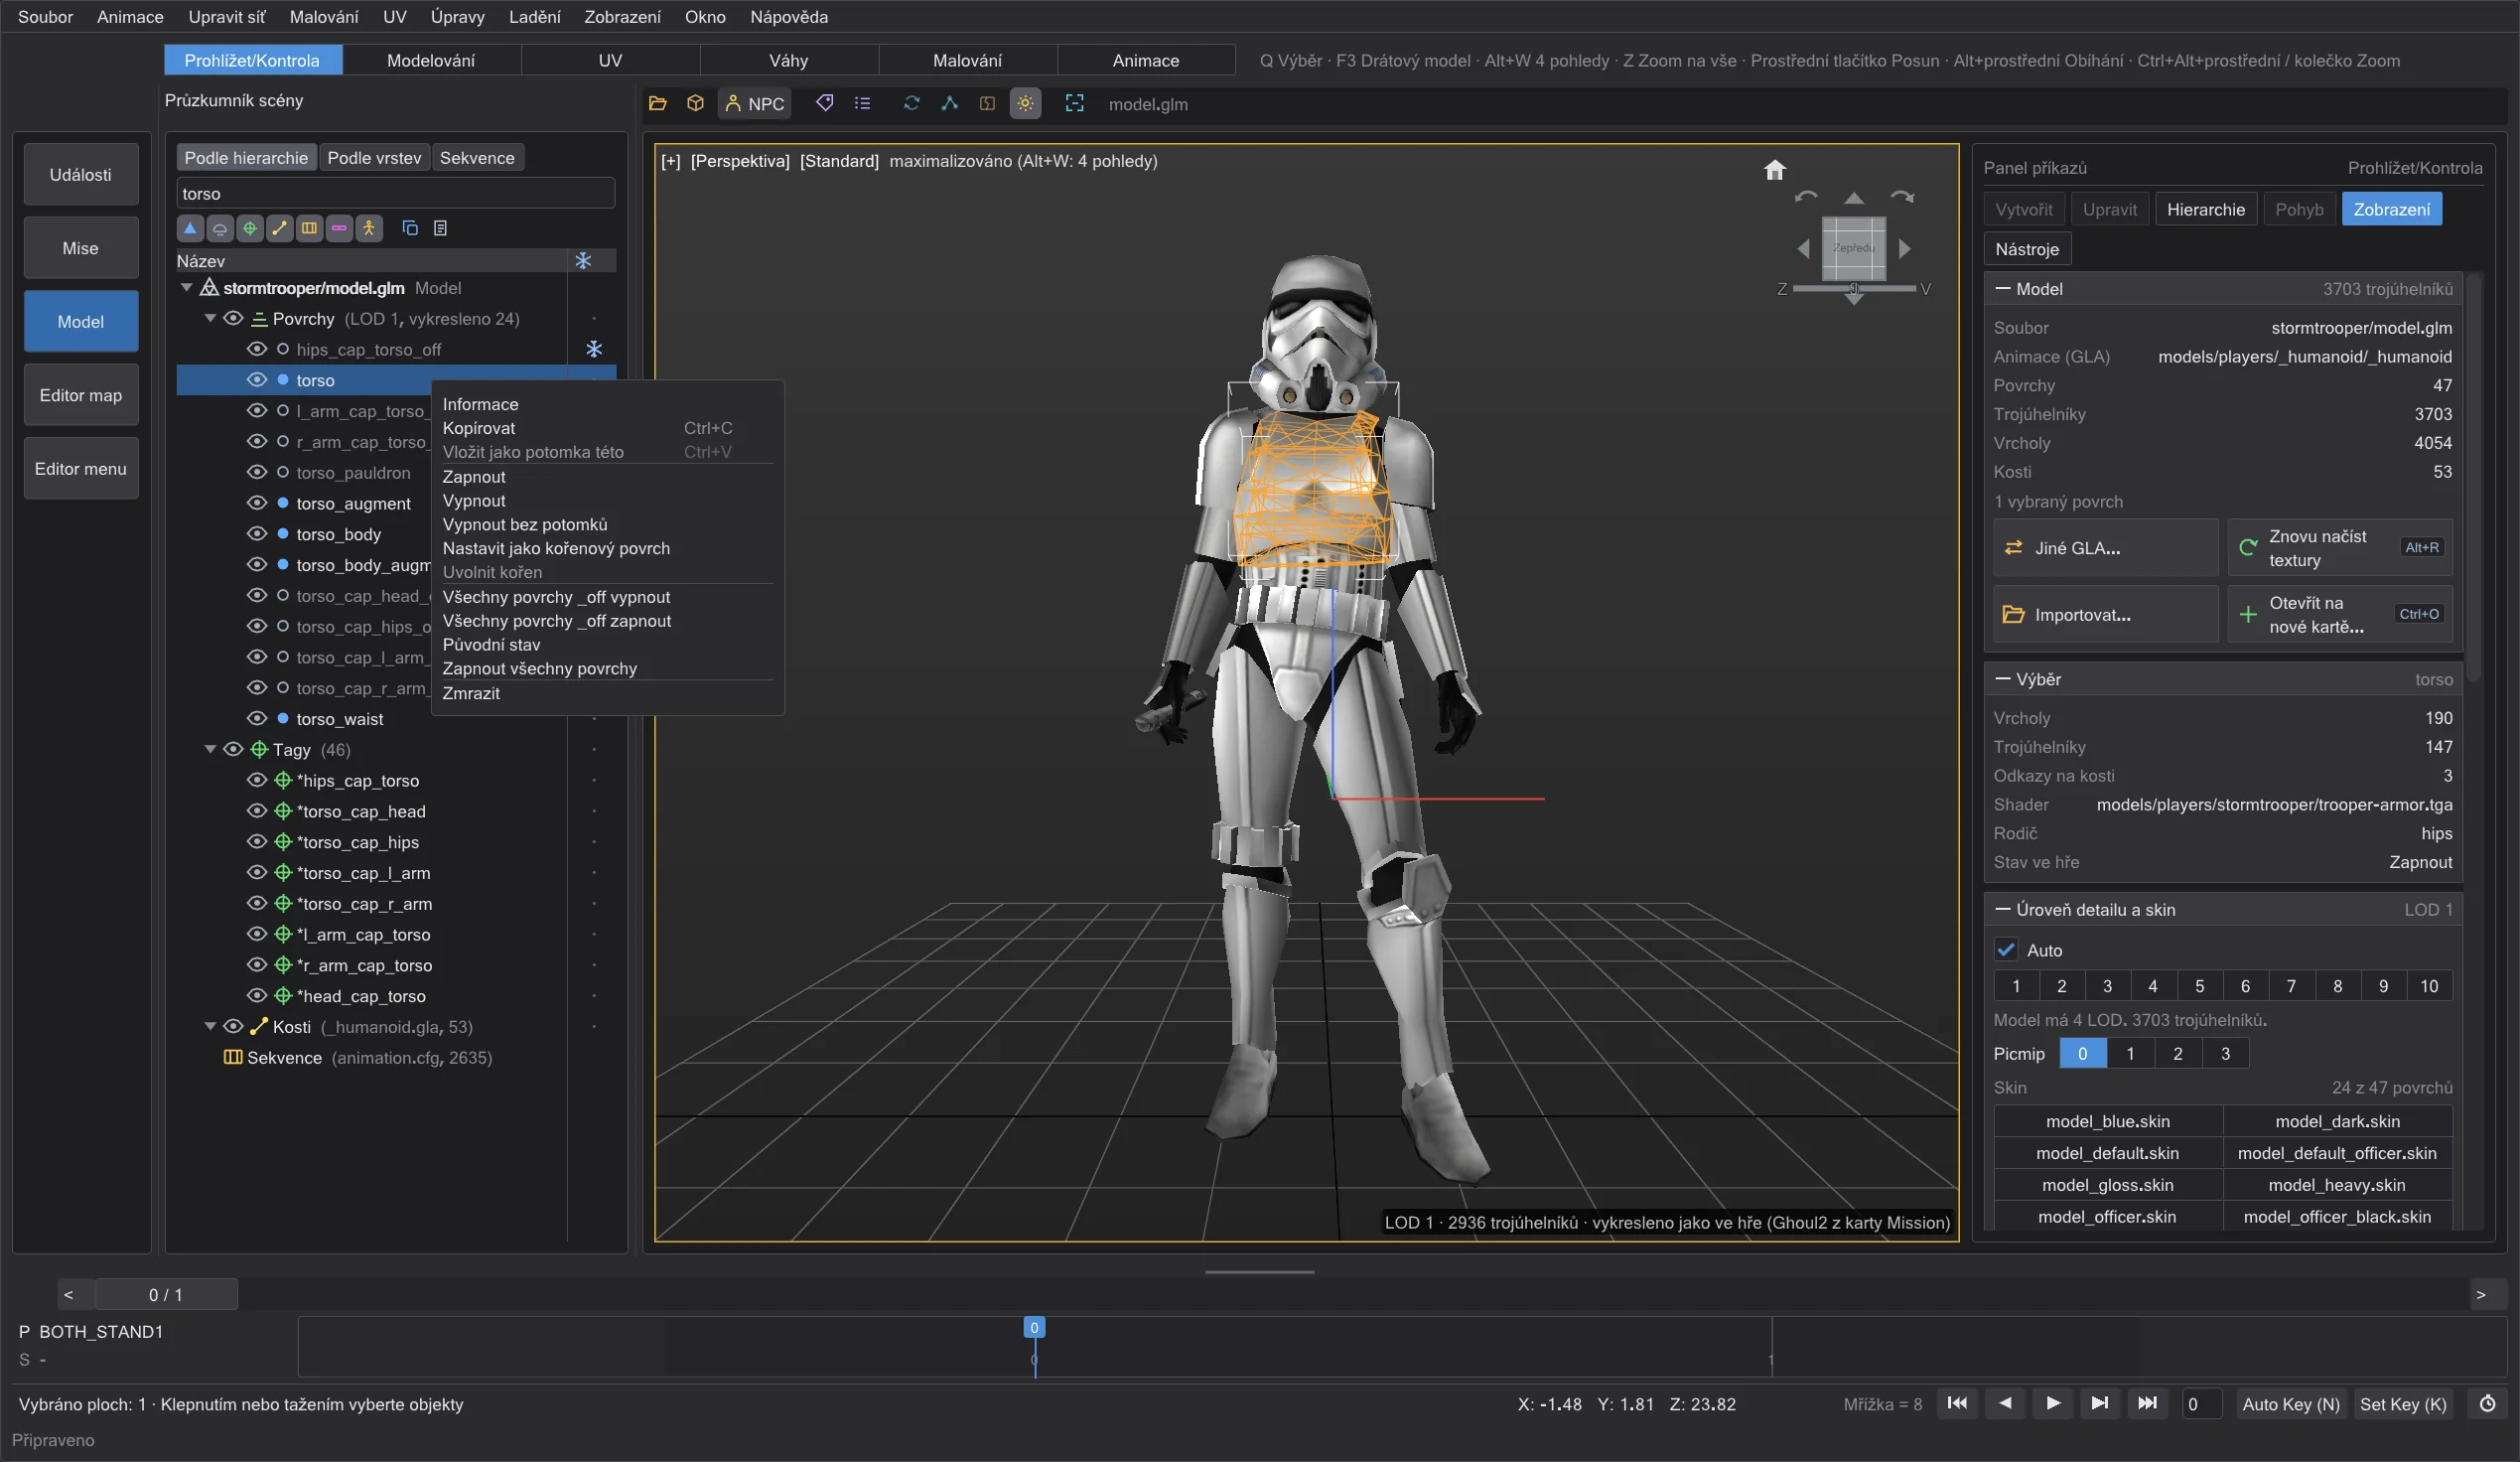 Soubor Animace Upravit síť Malování UV Úpravy Ladění Zobrazení Okno Nápověda
Prohlížet/Kontrola Modelování UV Váhy Malování Animace Q Výběr · F3 Drátový model · Alt+W 4 pohledy · Z Zoom na vše · Prostřední tlačítko Posun · Alt+prostřední Obíhání · Ctrl+Alt+prostřední / kolečko Zoom
Průzkumník scény
NPC model.glm
Události
Mise
Model
Editor map
Editor menu
Podle hierarchie Podle vrstev Sekvence
torso
Název
stormtrooper/model.glm Model
Povrchy (LOD 1, vykresleno 24)
hips_cap_torso_off
torso
l_arm_cap_torso_
r_arm_cap_torso_
torso_pauldron
torso_augment
torso_body
torso_body_augm
torso_cap_head_
torso_cap_hips_o
torso_cap_l_arm_
torso_cap_r_arm_
torso_waist
Tagy (46)
*hips_cap_torso
*torso_cap_head
*torso_cap_hips
*torso_cap_l_arm
*torso_cap_r_arm
*l_arm_cap_torso
*r_arm_cap_torso
*head_cap_torso
Kosti (_humanoid.gla, 53)
Sekvence (animation.cfg, 2635)
Informace
Kopírovat Ctrl+C
Vložit jako potomka této Ctrl+V
Zapnout
Vypnout
Vypnout bez potomků
Nastavit jako kořenový povrch
Uvolnit kořen
Všechny povrchy _off vypnout
Všechny povrchy _off zapnout
Původní stav
Zapnout všechny povrchy
Zmrazit
[+] [Perspektiva] [Standard] maximalizováno (Alt+W: 4 pohledy)
Zepředu
Z J V
LOD 1 · 2936 trojúhelníků · vykresleno jako ve hře (Ghoul2 z karty Mission)
Panel příkazů Prohlížet/Kontrola
Vytvořit Upravit Hierarchie Pohyb Zobrazení
Nástroje
Model 3703 trojúhelníků
Soubor stormtrooper/model.glm
Animace (GLA) models/players/_humanoid/_humanoid
Povrchy 47
Trojúhelníky 3703
Vrcholy 4054
Kosti 53
1 vybraný povrch
Jiné GLA...
Znovu načíst textury Alt+R
Importovat...
Otevřít na nové kartě... Ctrl+O
Výběr torso
Vrcholy 190
Trojúhelníky 147
Odkazy na kosti 3
Shader models/players/stormtrooper/trooper-armor.tga
Rodič hips
Stav ve hře Zapnout
Úroveň detailu a skin LOD 1
Auto
1 2 3 4 5 6 7 8 9 10
Model má 4 LOD. 3703 trojúhelníků.
Picmip 0 1 2 3
Skin 24 z 47 povrchů
model_blue.skin model_dark.skin
model_default.skin model_default_officer.skin
model_gloss.skin model_heavy.skin
model_officer.skin model_officer_black.skin
< 0 / 1 >
P BOTH_STAND1
S -
0
0 1
Vybráno ploch: 1 · Klepnutím nebo tažením vyberte objekty X: -1.48 Y: 1.81 Z: 23.82 Mřížka = 8 0 Auto Key (N) Set Key (K)
Připraveno